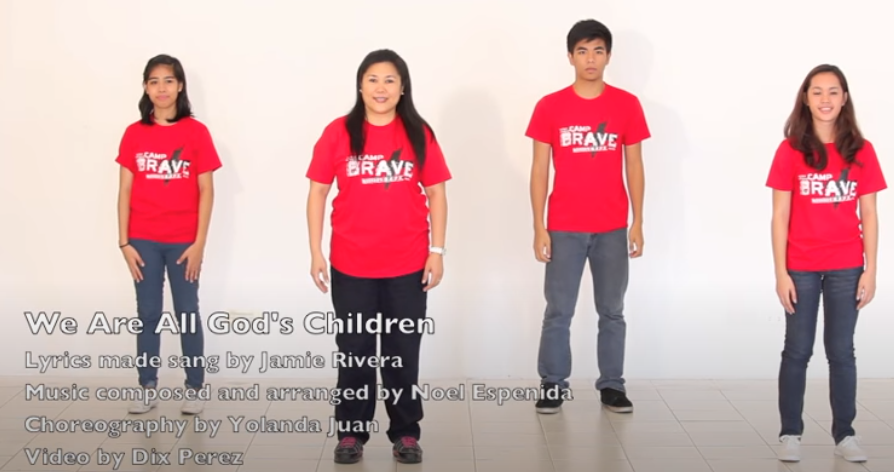 CAMP
BRAVE
CAMP
BRAVE
CAMP
BRAVE
CAMP
BRAVE
We Are All God's Children
Lyrics made sang by Jamie Rivera
Music composed and arranged by Noel Espenida
Choreography by Yolanda Juan
Video by Dix Perez